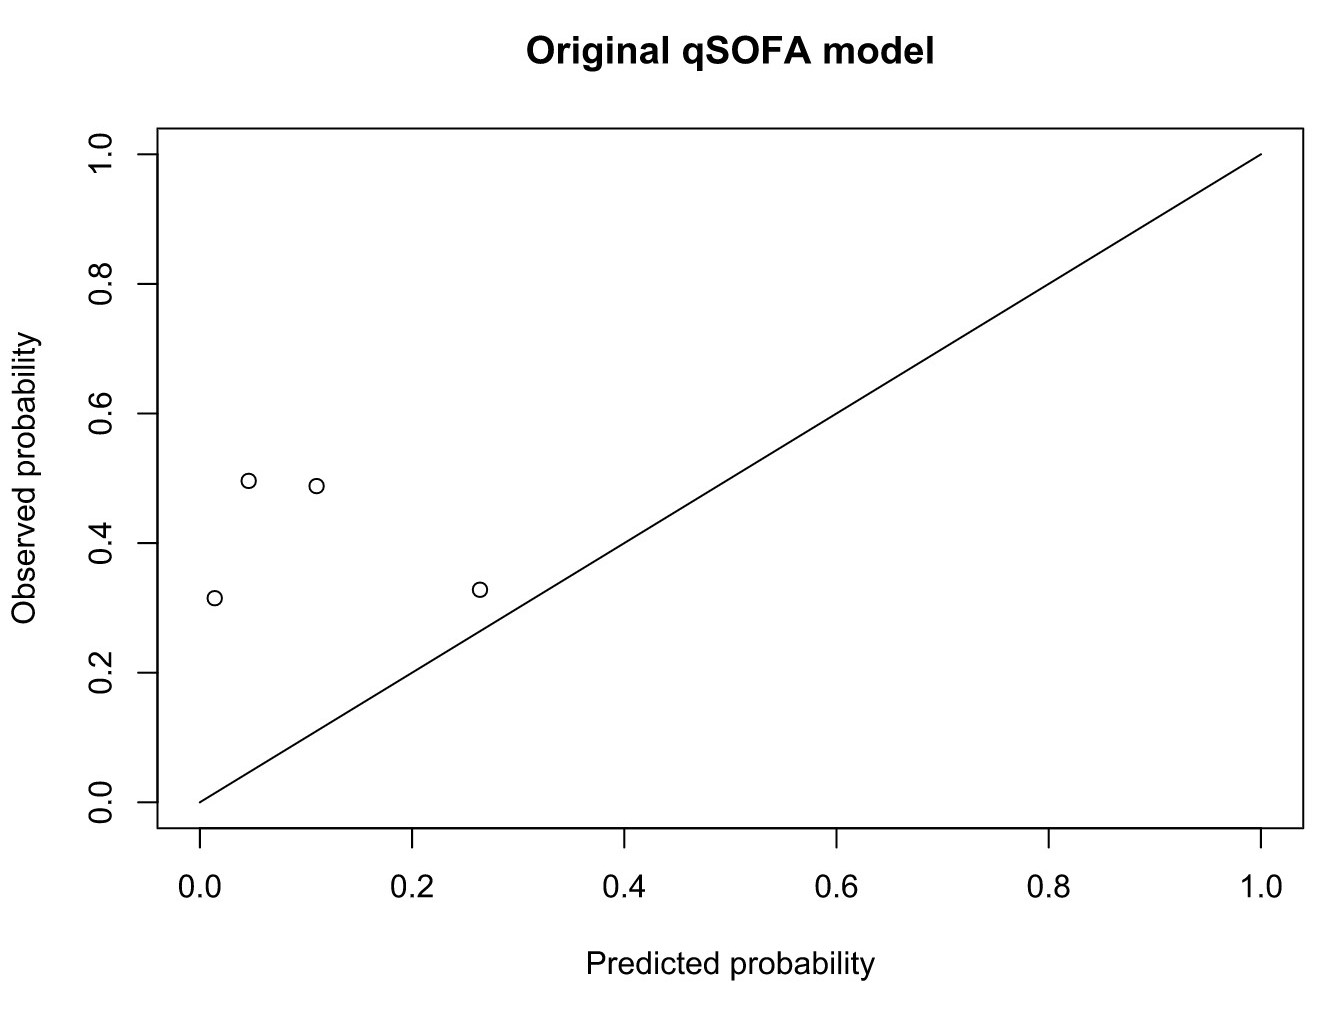 Original qSOFA model
Observed probability
1.0
0.8
0.6
0.4
0.2
0.0
0.0 0.2 0.4 0.6 0.8 1.0
Predicted probability